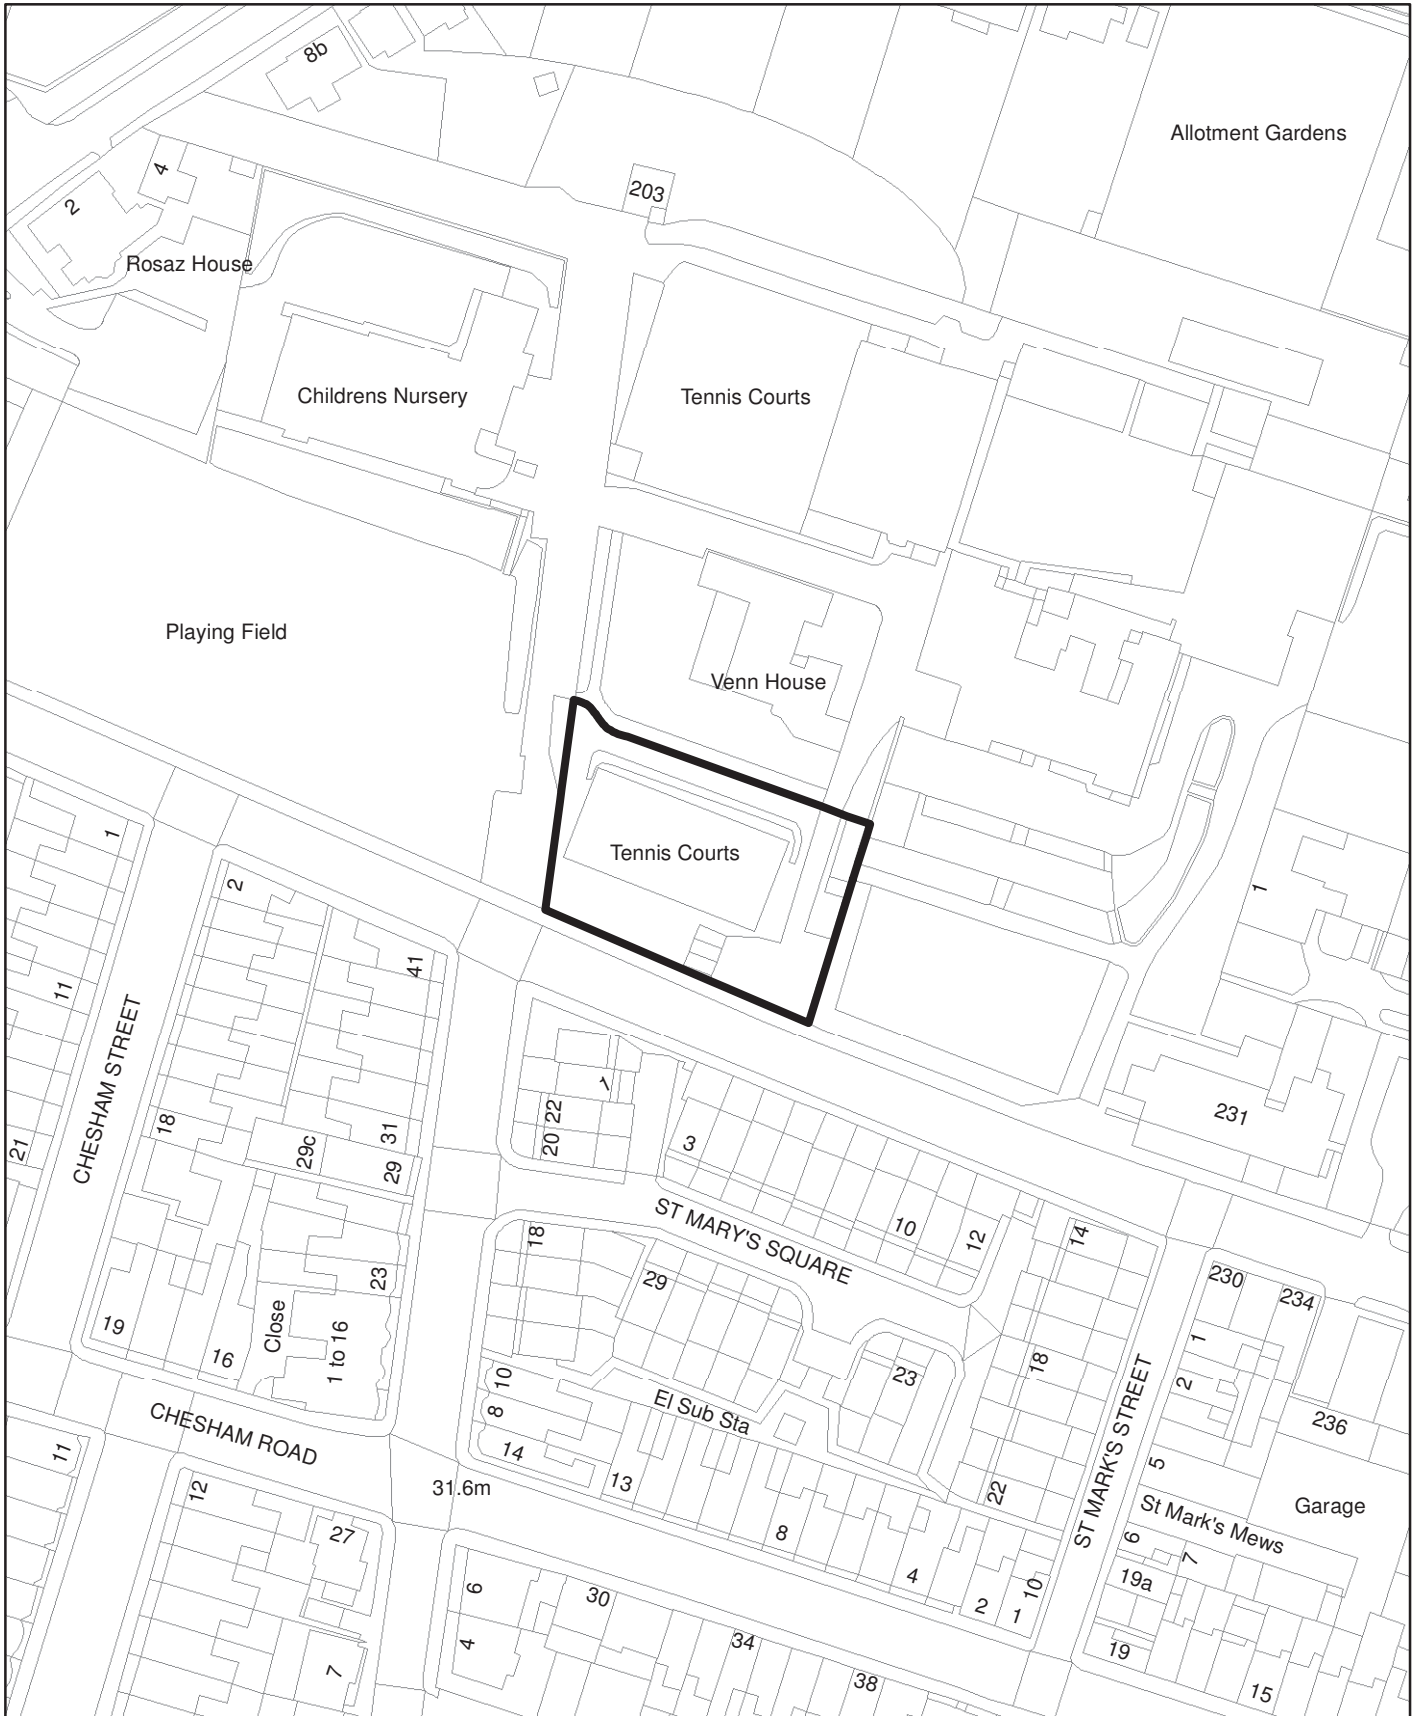 8b
Allotment Gardens
4
203
2
Rosaz House
Childrens Nursery
Tennis Courts
Playing Field
Venn House
1
Tennis Courts
2
1
41
11
CHESHAM STREET
1
22
18
31
20
3
231
21
29c
29
ST MARY'S SQUARE
18
10
12
14
23
29
230
234
19
Close
1 to 16
16
1
18
23
2
10
El Sub Sta
8
236
CHESHAM ROAD
ST MARK'S STREET
11
14
13
5
31.6m
12
22
Garage
St Mark's Mews
27
8
6
7
4
19a
6
30
10
2
1
4
34
19
7
38
15